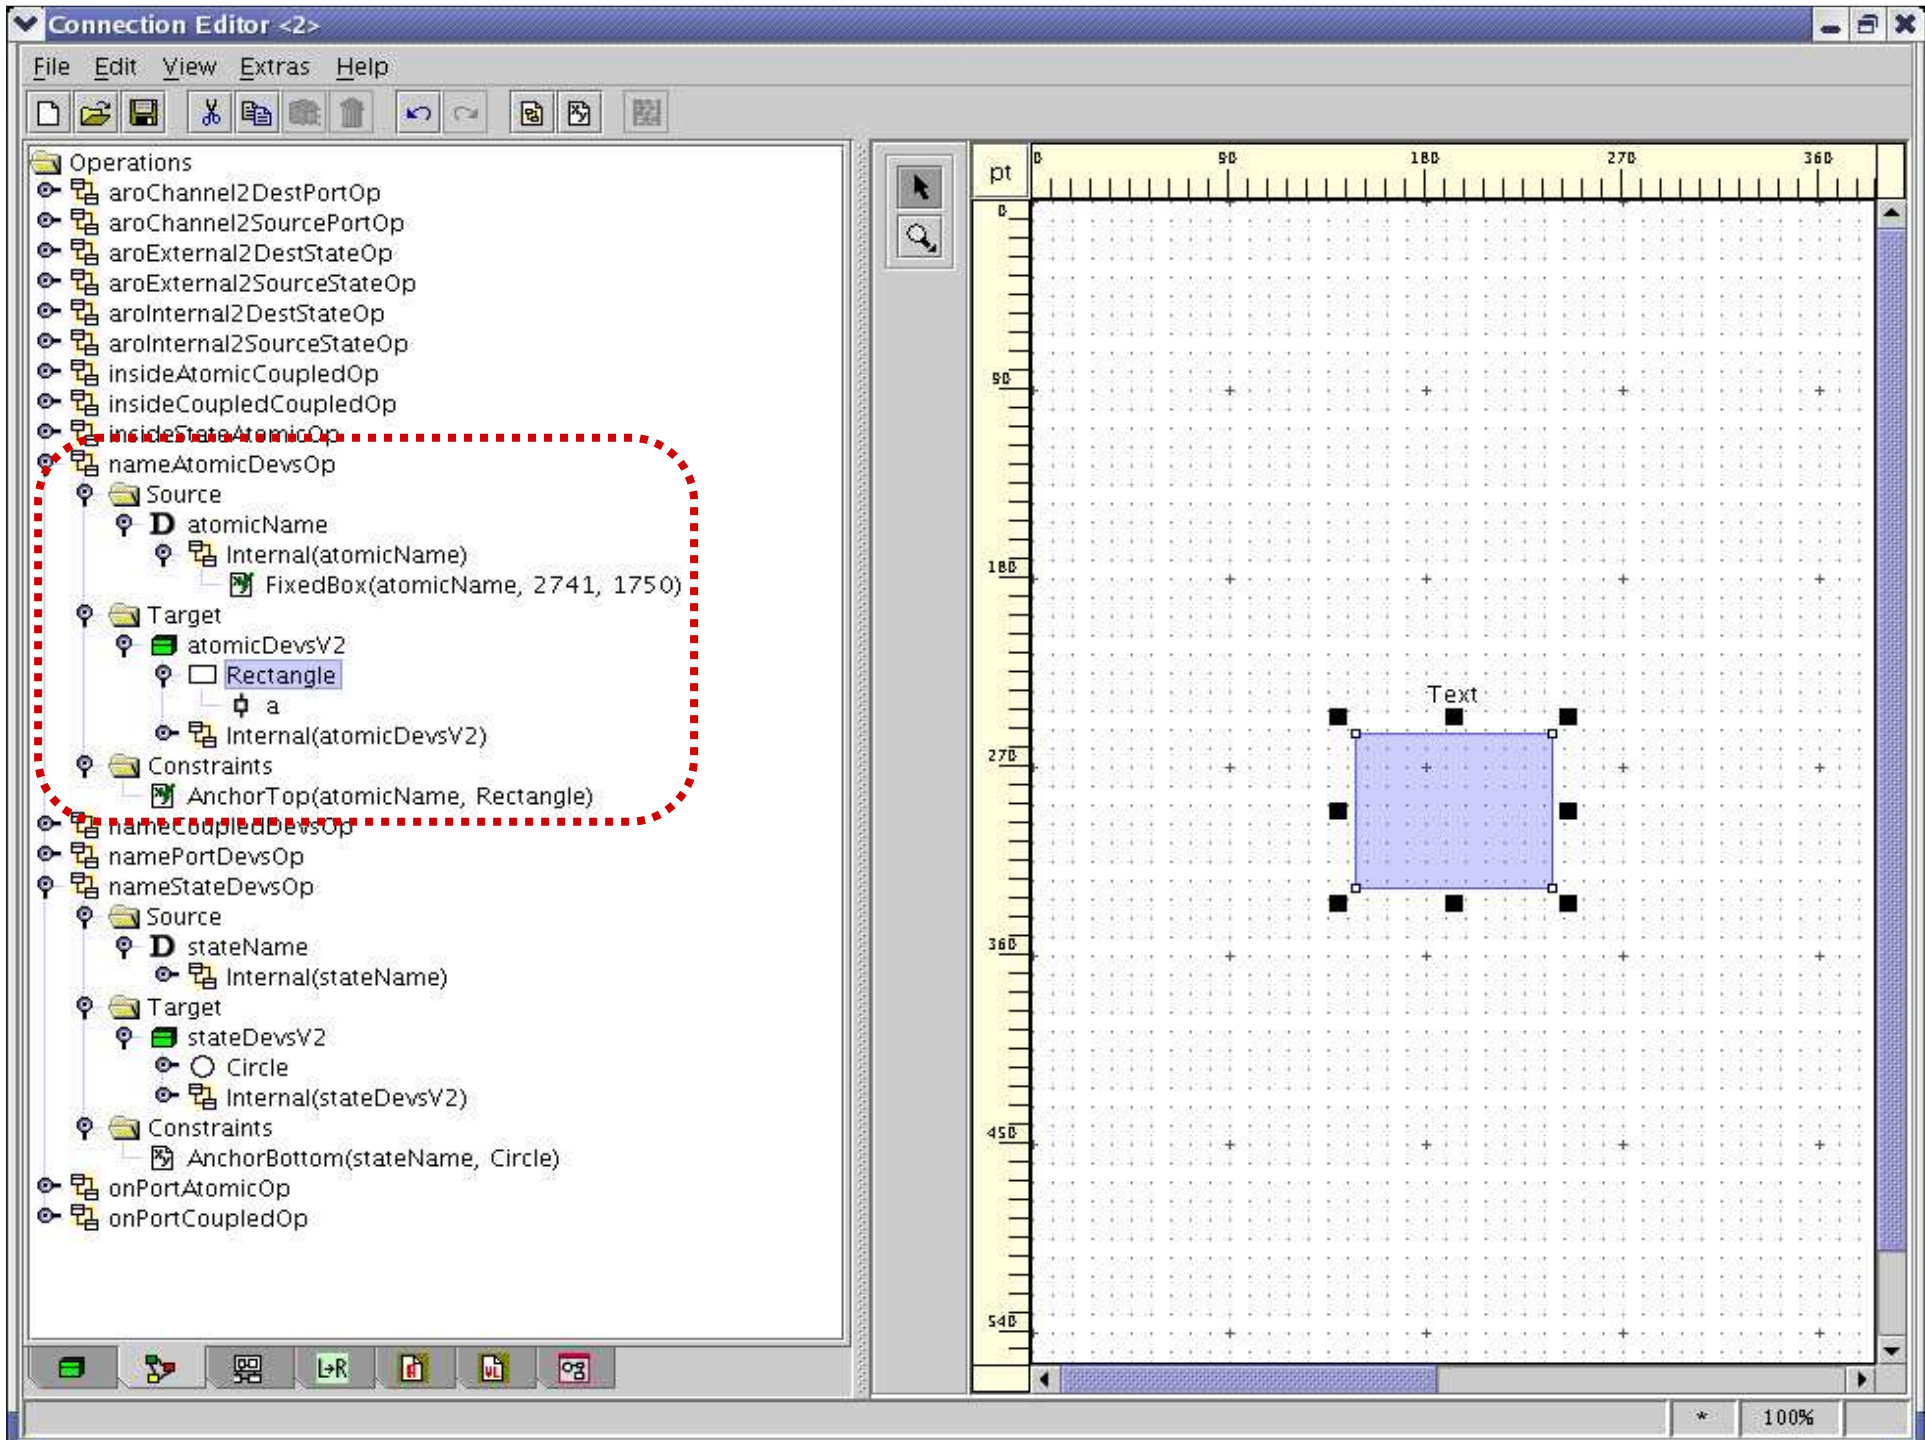 Connection Editor <2>
File Edit View Extras Help
Operations
aroChannel2DestPortOp
aroChannel2SourcePortOp
aroExternal2DestStateOp
aroExternal2SourceStateOp
aroInternal2DestStateOp
aroInternal2SourceStateOp
insideAtomicCoupledOp
insideCoupledCoupledOp
insideStateAtomicOp
nameAtomicDevsOp
Source
D atomicName
Internal(atomicName)
FixedBox(atomicName, 2741, 1750)
Target
atomicDevsV2
Rectangle
a
Internal(atomicDevsV2)
Constraints
AnchorTop(atomicName, Rectangle)
nameCoupledDevsOp
namePortDevsOp
nameStateDevsOp
Source
D stateName
Internal(stateName)
Target
stateDevsV2
Circle
Internal(stateDevsV2)
Constraints
AnchorBottom(stateName, Circle)
onPortAtomicOp
onPortCoupledOp
L→R
UL
pt
0 90 180 270 360
0
90
180
270
360
450
540
Text
* 100%